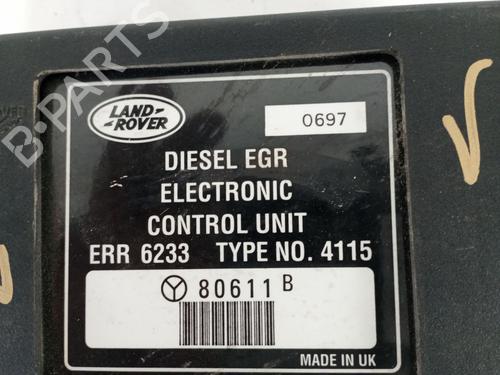 LAND-
-ROVER
0697
DIESEL EGR
ELECTRONIC
CONTROL UNIT
ERR 6233 TYPE NO. 4115
80611 B
MADE IN UK
B-PARTS